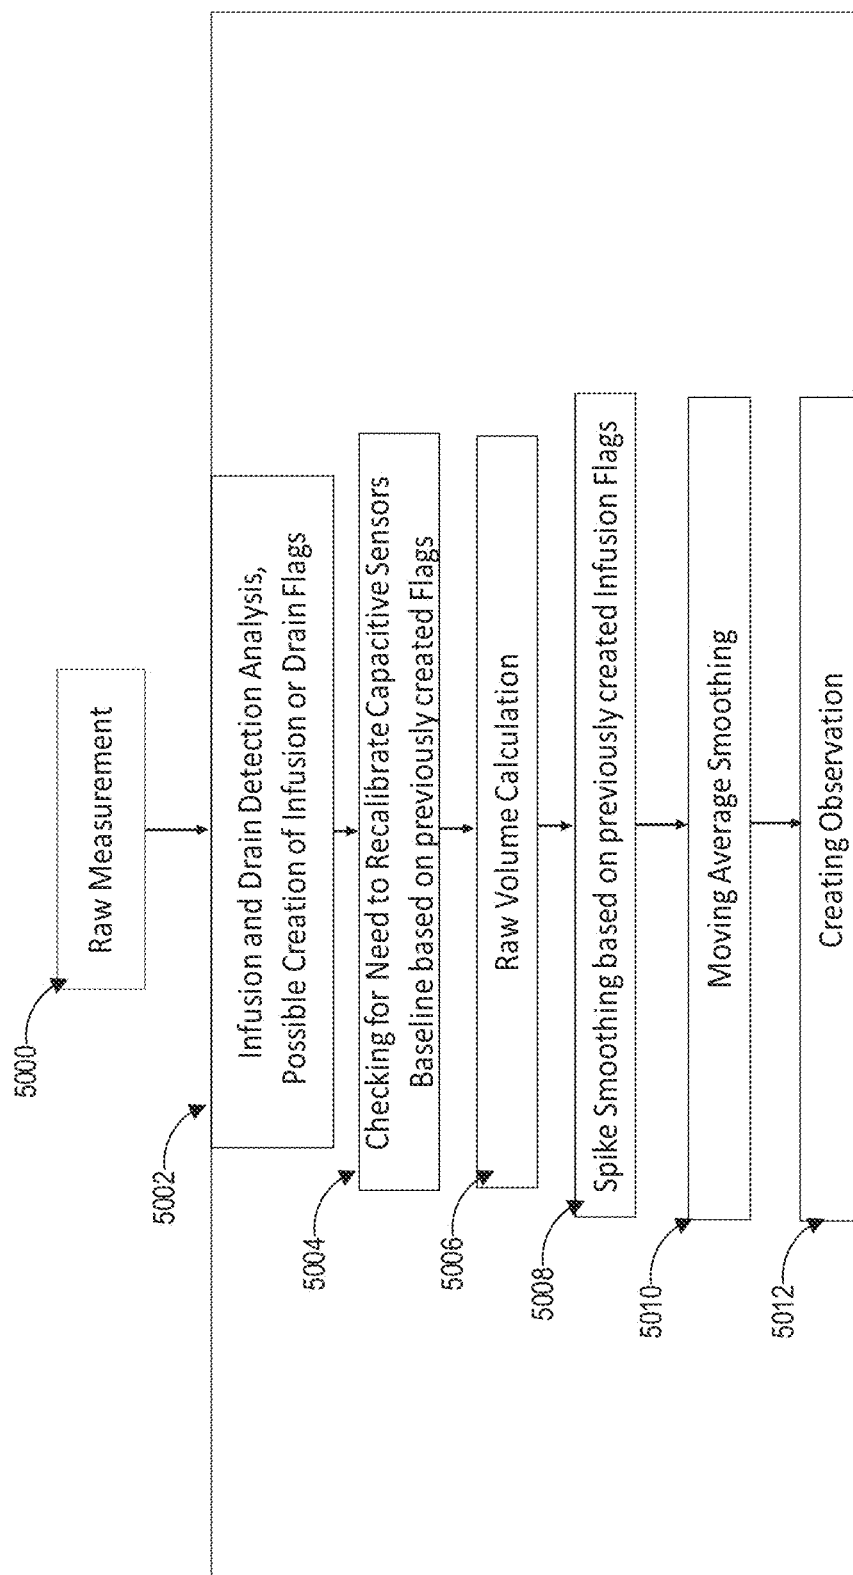 5000
Raw Measurement
5002
Infusion and Drain Detection Analysis,
Possible Creation of Infusion or Drain Flags
5004
Checking for Need to Recalibrate Capacitive Sensors
Baseline based on previously created Flags
5006
Raw Volume Calculation
5008
Spike Smoothing based on previously created Infusion Flags
5010
Moving Average Smoothing
5012
Creating Observation